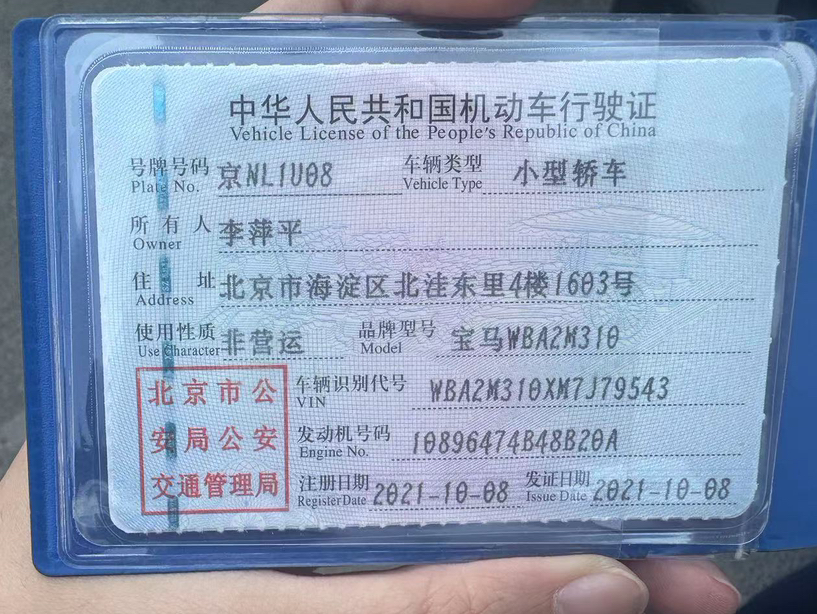 中华人民共和国机动车行驶证
Vehicle License of the People's Republic of China
号牌号码 京NL1U08 车辆类型 小型轿车
Plate No. Vehicle Type
所有人 李萍平
Owner
住址 北京市海淀区北洼东里4楼1603号
Address
使用性质 非营运 品牌型号 宝马WBA2M310
Use Character Model
北京市公 车辆识别代号 WBA2M310XM7J79543
VIN
安局公安 发动机号码 10896474B48B20A
Engine No.
交通管理局 注册日期 2021-10-08 发证日期 2021-10-08
Register Date Issue Date